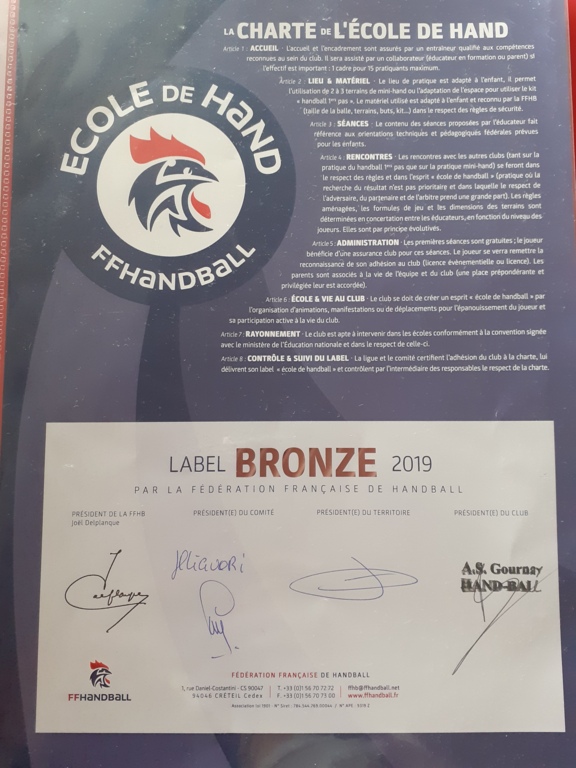 LA CHARTE DE L'ÉCOLE DE HAND
Article 1 : ACCUEIL - L'accueil et l'encadrement sont assurés par un entraîneur qualifié aux compétences
reconnues au sein du club. Il sera assisté par un collaborateur (éducateur en formation ou parent) si
l'effectif est important : 1 cadre pour 15 pratiquants maximum.
Article 2 : LIEU & MATÉRIEL - Le lieu de pratique est adapté à l'enfant, il permet
l'utilisation de 2 à 3 terrains de mini-hand ou l'adaptation de l'espace pour utiliser le kit
« handball 1ers pas ». Le matériel utilisé est adapté à l'enfant et reconnu par la FFHB
(taille de la balle, terrains, buts, kit...) dans le respect des règles de sécurité.
Article 3 : SÉANCES - Le contenu des séances proposées par l'éducateur fait
référence aux orientations techniques et pédagogiques fédérales prévues
pour les enfants.
Article 4 : RENCONTRES - Les rencontres avec les autres clubs (tant sur la
pratique du handball 1ers pas que sur la pratique mini-hand) se feront dans
le respect des règles et dans l'esprit « école de handball » (pratique où la
recherche du résultat n'est pas prioritaire et dans laquelle le respect de
l'adversaire, du partenaire et de l'arbitre prend une grande part). Les règles
aménagées, les formules de jeu et les dimensions des terrains sont
déterminées en concertation entre les éducateurs, en fonction du niveau des
joueurs. Elles sont par principe évolutives.
Article 5 : ADMINISTRATION - Les premières séances sont gratuites ; le joueur
bénéficie d'une assurance club pour ces séances. Le joueur se verra remettre la
reconnaissance de son adhésion au club (licence évènementielle ou licence). Les
parents sont associés à la vie de l'équipe et du club (une place prépondérante et
privilégiée leur est accordée).
Article 6 : ÉCOLE & VIE AU CLUB - Le club se doit de créer un esprit « école de handball » par
l'organisation d'animations, manifestations ou de déplacements pour l'épanouissement du joueur et
sa participation active à la vie du club.
Article 7 : RAYONNEMENT - Le club est apte à intervenir dans les écoles conformément à la convention signée
avec le ministère de l'Éducation nationale et dans le respect de celle-ci.
Article 8 : CONTRÔLE & SUIVI DU LABEL - La ligue et le comité certifient l'adhésion du club à la charte, lui
délivrent son label « école de handball » et contrôlent par l'intermédiaire des responsables le respect de la charte.
ECOLE DE HAND
FFHANDBALL
LABEL BRONZE 2019
PAR LA FÉDÉRATION FRANÇAISE DE HANDBALL
PRÉSIDENT DE LA FFHB
Joël Delplanque
PRÉSIDENT(E) DU COMITÉ
PRÉSIDENT(E) DU TERRITOIRE
PRÉSIDENT(E) DU CLUB
A.S. Gournay
HAND-BALL
FFHANDBALL
FÉDÉRATION FRANÇAISE DE HANDBALL
1, rue Daniel-Costantini - CS 90047
94046 CRÉTEIL Cedex
T. +33 (0)1 56 70 72 72
F. +33 (0)1 56 70 73 00
ffhb@ffhandball.net
www.ffhandball.fr